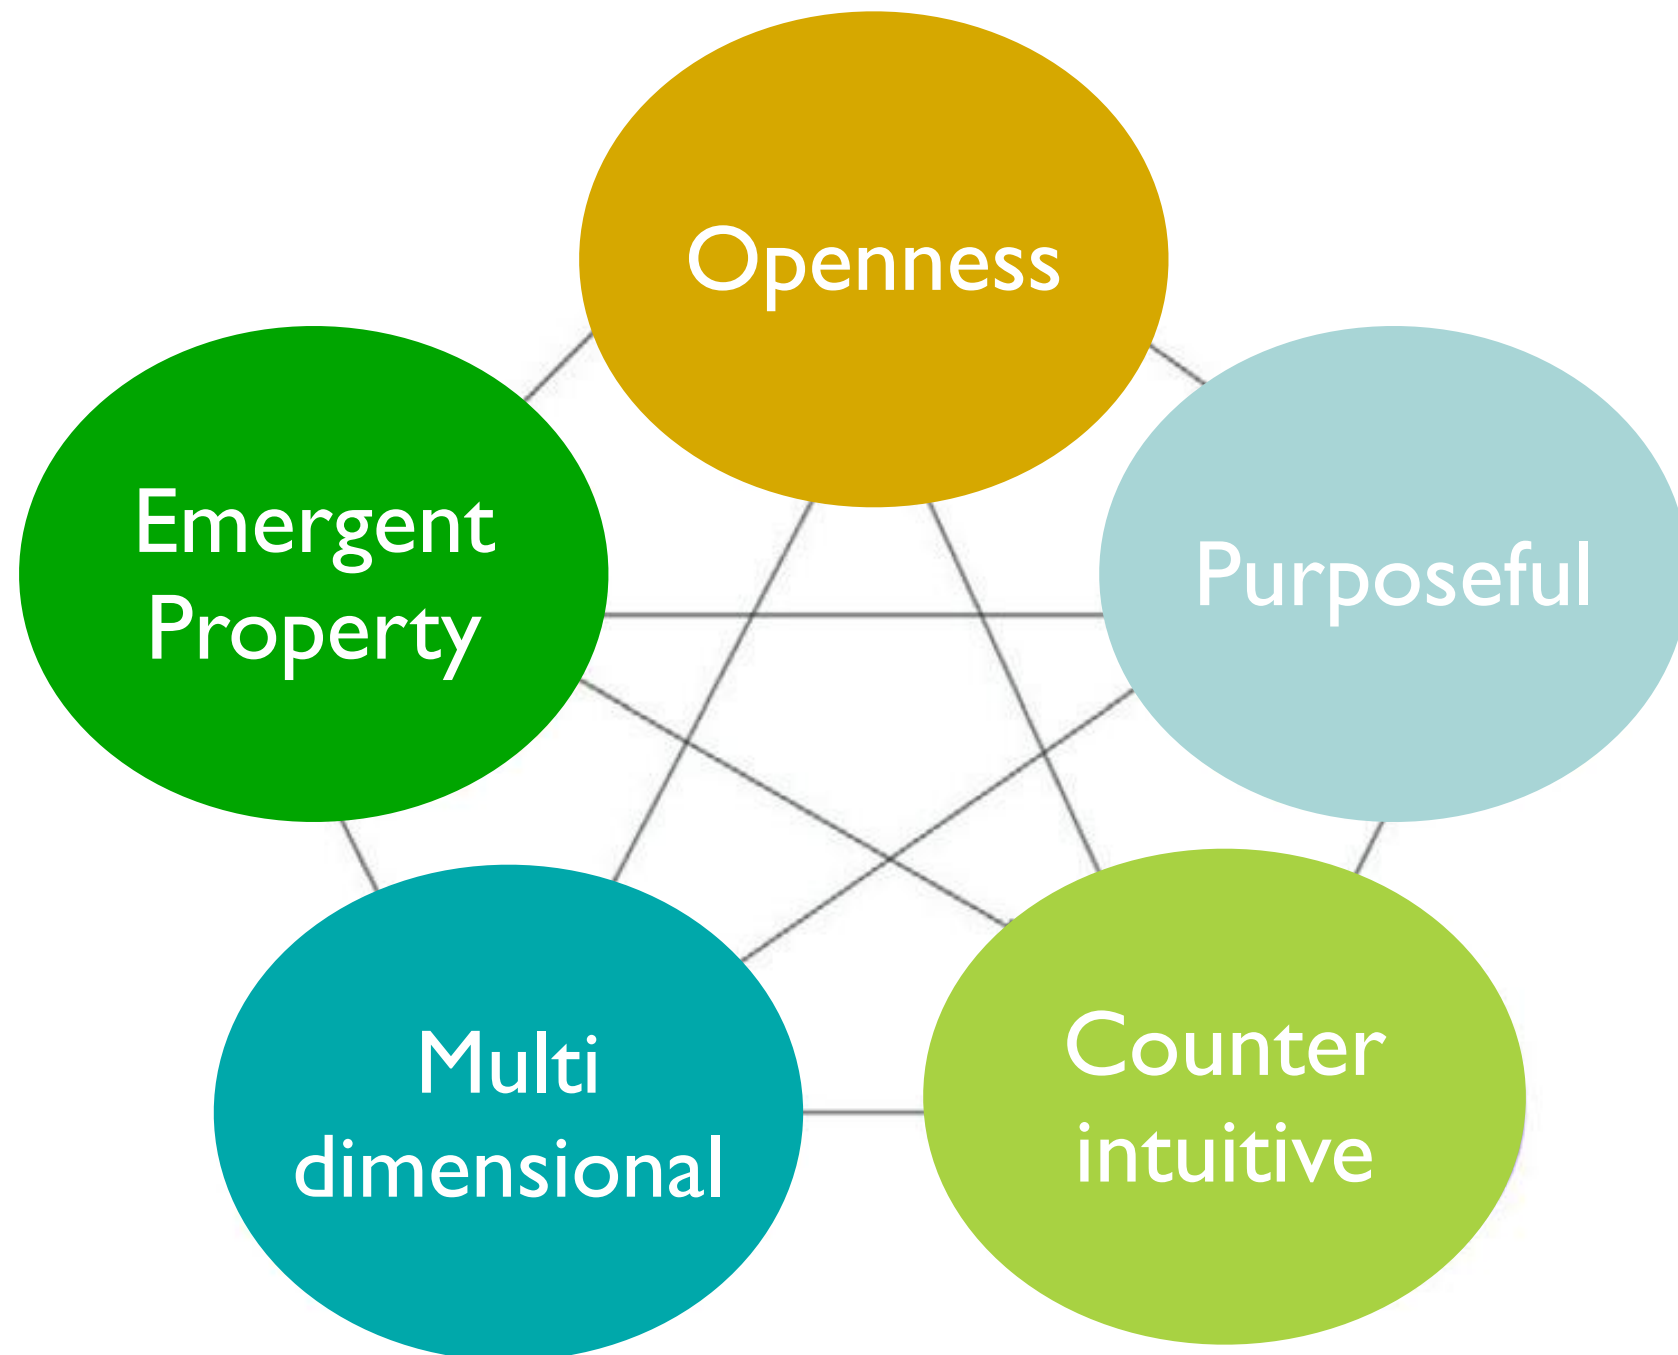 Openness
Emergent
Property
Purposeful
Multi
dimensional
Counter
intuitive